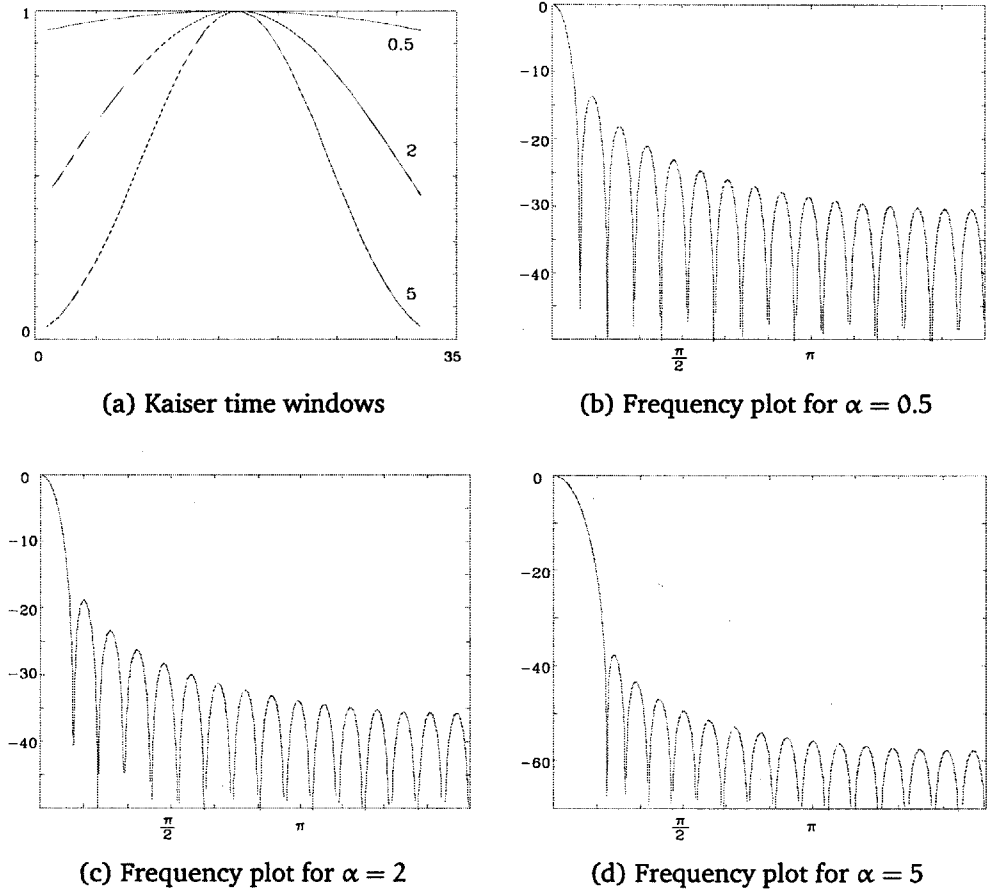 1
0.5
2
5
0
0
35
(a) Kaiser time windows
0
−10
−20
−30
−40
π/2
π
(b) Frequency plot for α = 0.5
0
−10
−20
−30
−40
π/2
π
(c) Frequency plot for α = 2
0
−20
−40
−60
π/2
π
(d) Frequency plot for α = 5